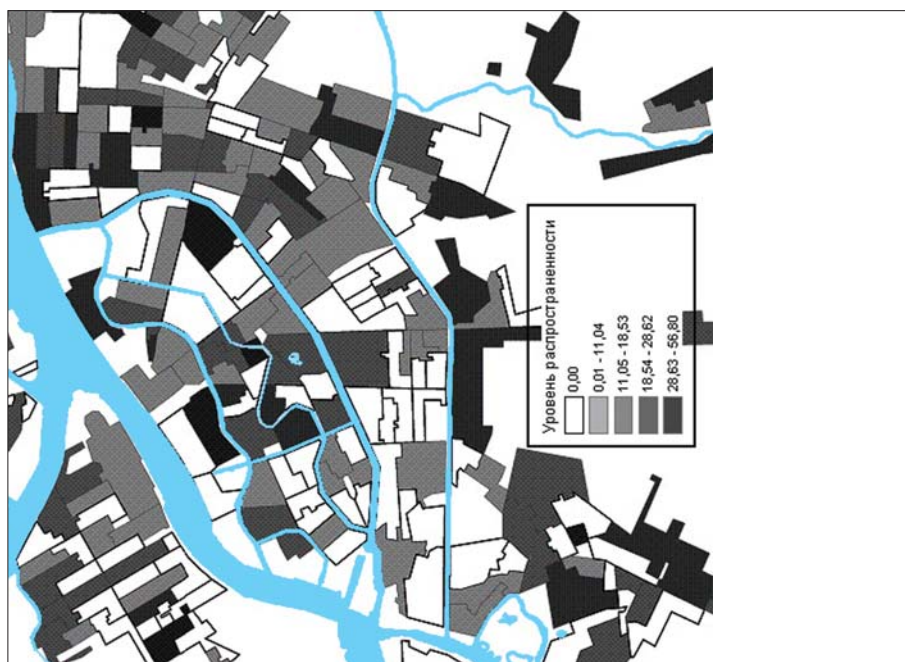 Уровень распространенности
0,00
0,01 - 11,04
11,05 - 18,53
18,54 - 28,62
28,63 - 56,80